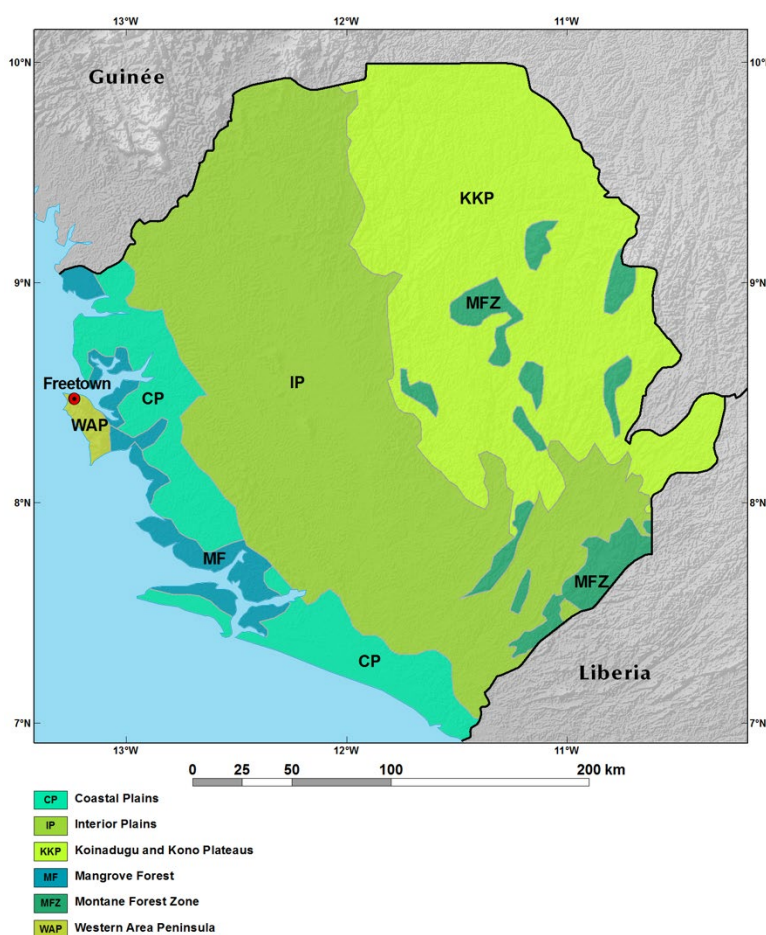 13°W 12°W 11°W
10°N 10°N
Guinée
KKP
9°N 9°N
MFZ
IP
Freetown
CP
WAP
8°N 8°N
MF
MFZ
CP
Liberia
7°N 7°N
13°W 12°W 11°W
0 25 50 100 200 km
CP Coastal Plains
IP Interior Plains
KKP Koinadugu and Kono Plateaus
MF Mangrove Forest
MFZ Montane Forest Zone
WAP Western Area Peninsula